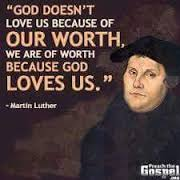 "GOD DOESN'T
LOVE US BECAUSE OF
OUR WORTH,
WE ARE OF WORTH
BECAUSE GOD
LOVES US."
- Martin Luther
Preach the
Gospel